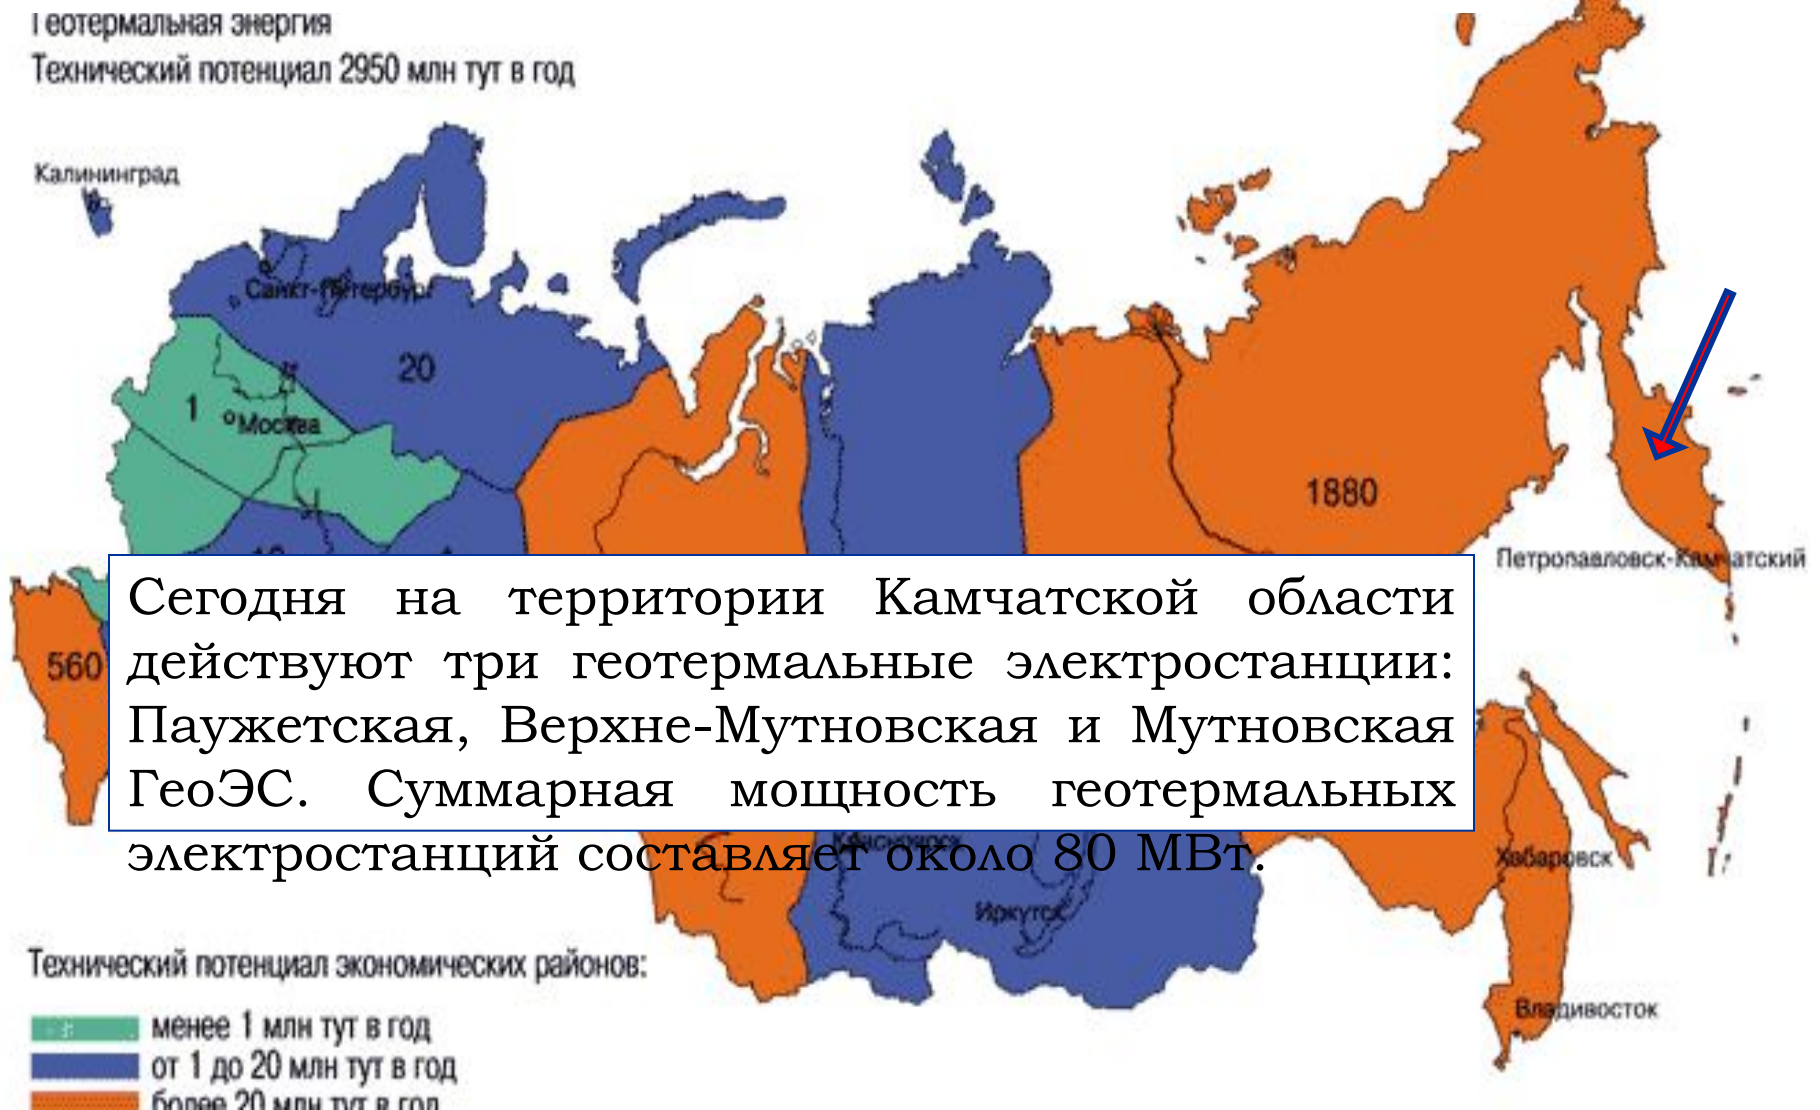 Геотермальная энергия
Технический потенциал 2950 млн тут в год
Калининград
Санкт-Петербург
20
1
Москва
1880
Петропавловск-Камчатский
Сегодня на территории Камчатской области
560
действуют три геотермальные электростанции:
Паужетская, Верхне-Мутновская и Мутновская
ГеоЭС. Суммарная мощность геотермальных
электростанций составляет около 80 МВт.
Хабаровск
Иркутск
Технический потенциал экономических районов:
Владивосток
менее 1 млн тут в год
от 1 до 20 млн тут в год
более 20 млн тут в год